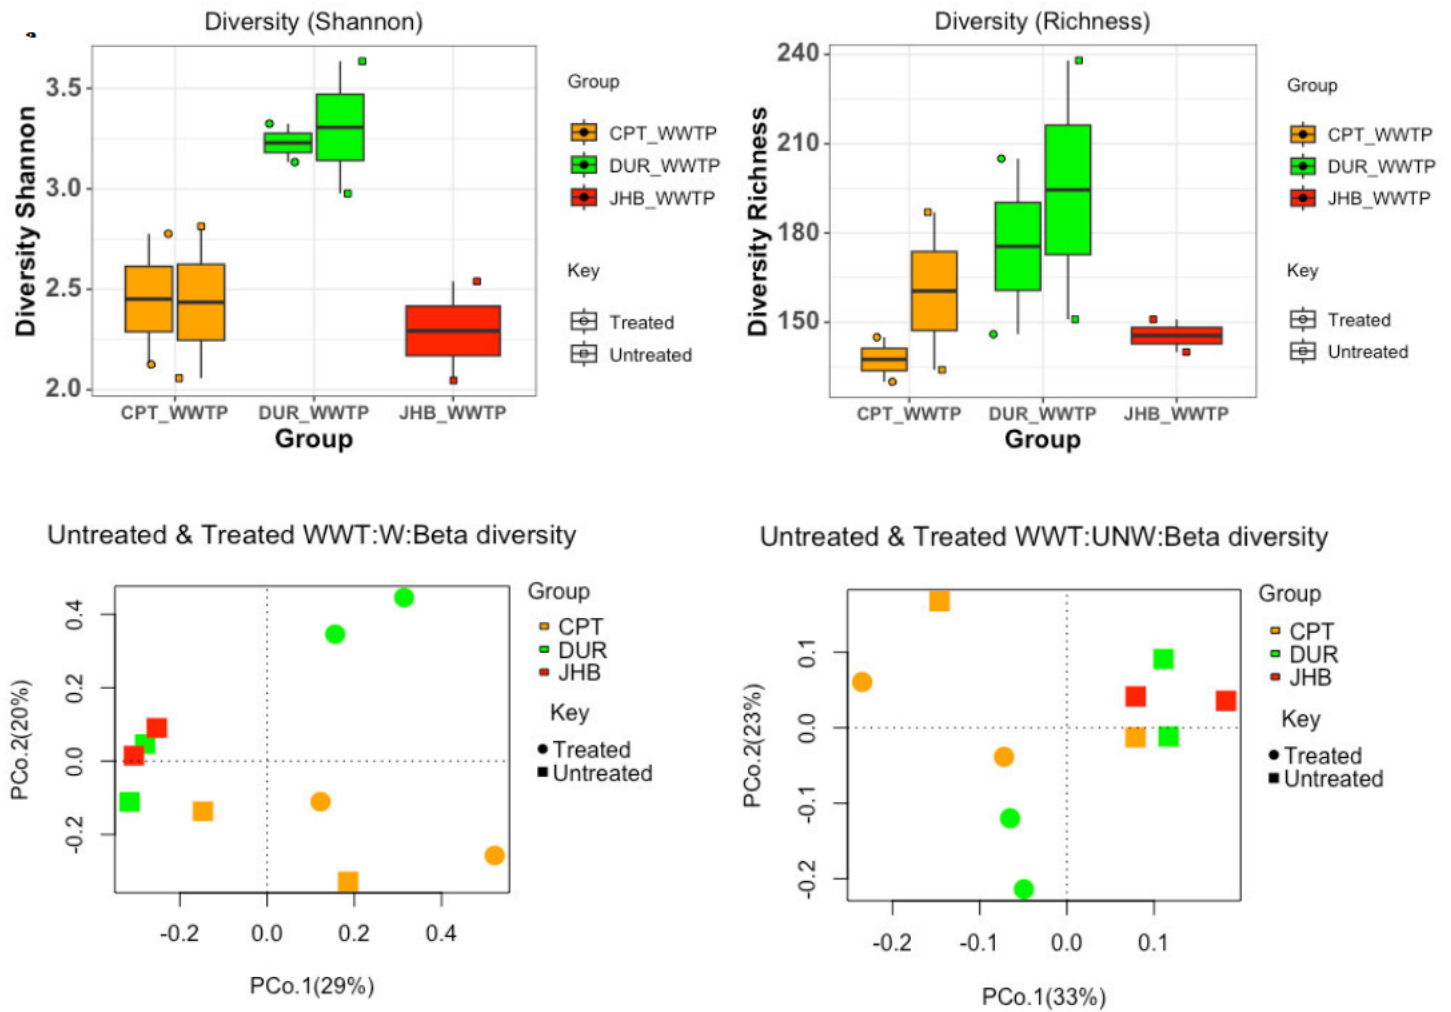 a
Diversity (Shannon)
Diversity Shannon
3.5
3.0
2.5
2.0
CPT_WWTP DUR_WWTP JHB_WWTP
Group
Group
CPT_WWTP
DUR_WWTP
JHB_WWTP
Key
Treated
Untreated
Diversity (Richness)
Diversity Richness
240
210
180
150
CPT_WWTP DUR_WWTP JHB_WWTP
Group
Group
CPT_WWTP
DUR_WWTP
JHB_WWTP
Key
Treated
Untreated
Untreated & Treated WWT:W:Beta diversity
PCo.2(20%)
0.4
0.2
0.0
-0.2
-0.2 0.0 0.2 0.4
PCo.1(29%)
Group
CPT
DUR
JHB
Key
Treated
Untreated
Untreated & Treated WWT:UNW:Beta diversity
PCo.2(23%)
0.1
0.0
-0.1
-0.2
-0.2 -0.1 0.0 0.1
PCo.1(33%)
Group
CPT
DUR
JHB
Key
Treated
Untreated